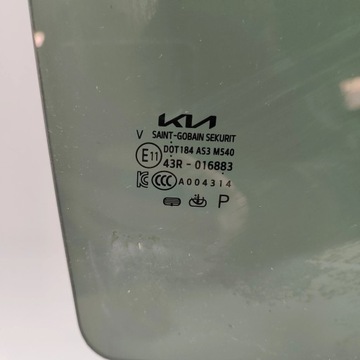 KIA
V SAINT-GOBAIN SEKURIT
DOT184 AS3 M540
E11 43R - 016883
CCC A004314
P